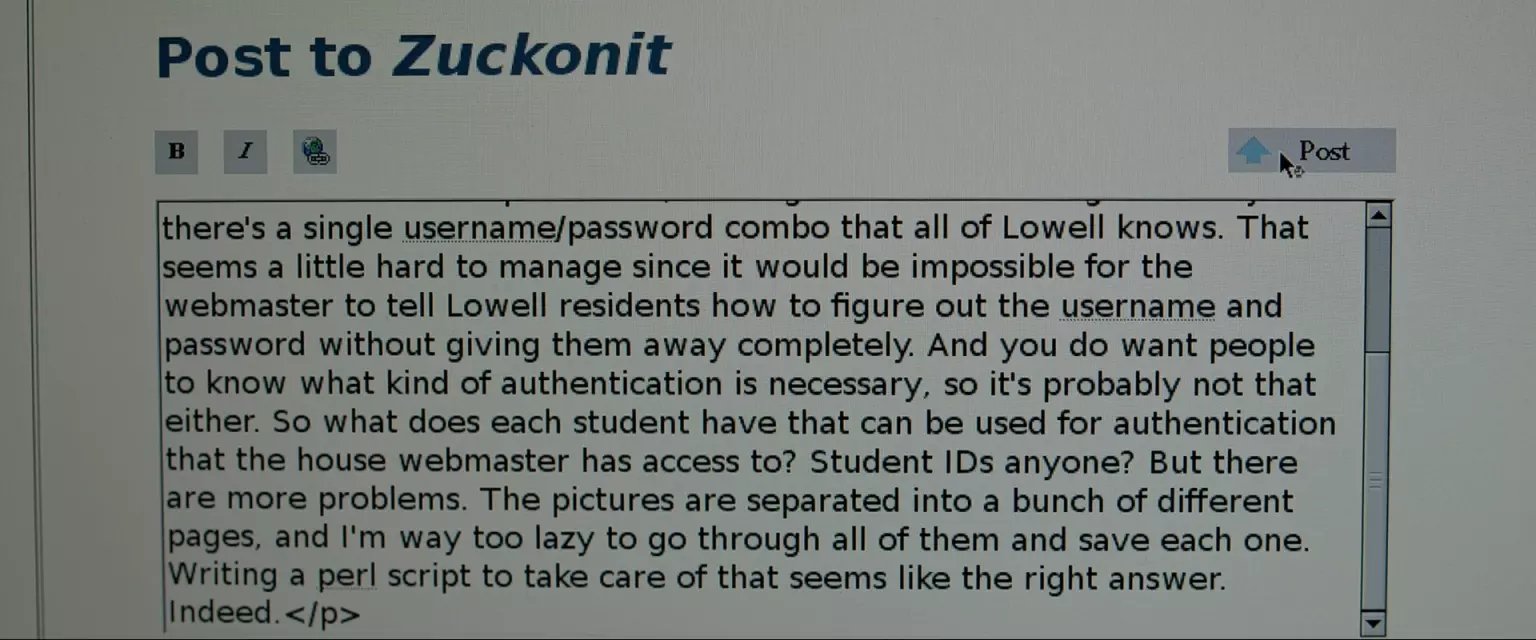 Post to Zuckonit
B I
Post
there's a single username/password combo that all of Lowell knows. That
seems a little hard to manage since it would be impossible for the
webmaster to tell Lowell residents how to figure out the username and
password without giving them away completely. And you do want people
to know what kind of authentication is necessary, so it's probably not that
either. So what does each student have that can be used for authentication
that the house webmaster has access to? Student IDs anyone? But there
are more problems. The pictures are separated into a bunch of different
pages, and I'm way too lazy to go through all of them and save each one.
Writing a perl script to take care of that seems like the right answer.
Indeed.</p>